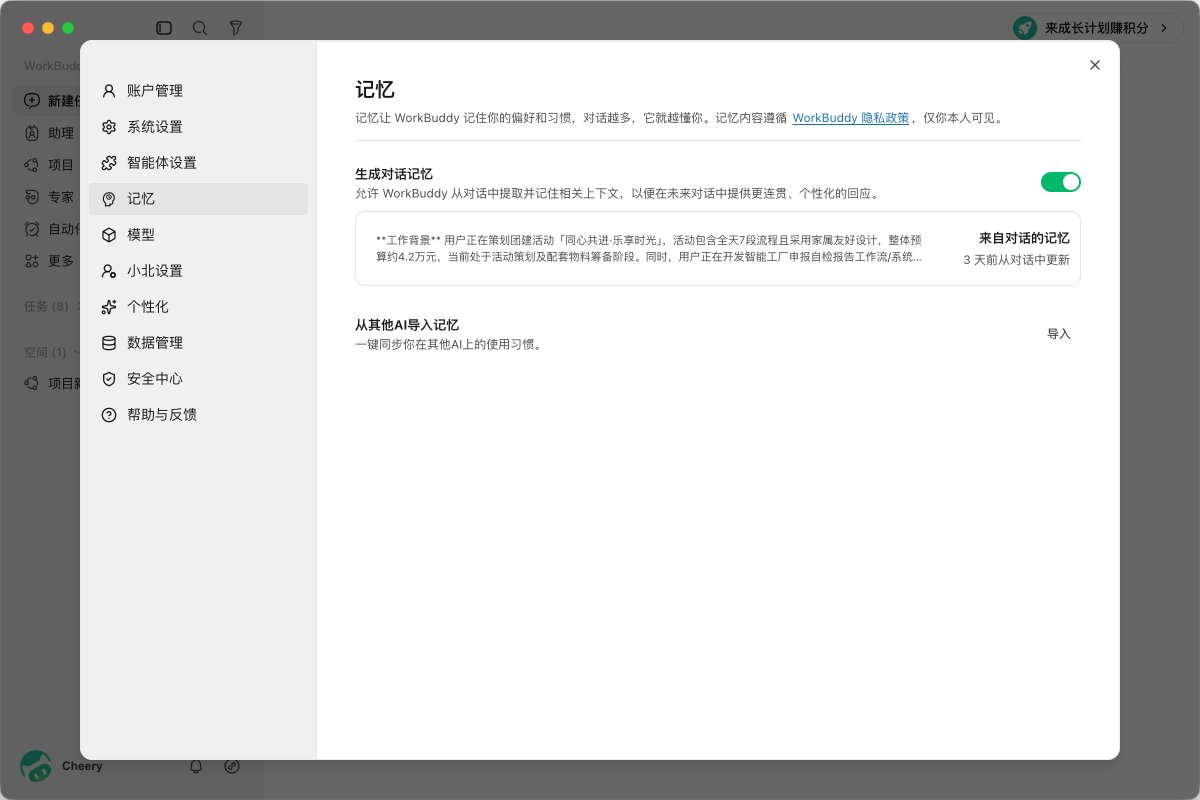 来成长计划赚积分
WorkBuddy
新建任
助理
项目
专家
自动化
更多
任务 (8)
空间 (1)
项目新
Cheery
账户管理
系统设置
智能体设置
记忆
模型
小北设置
个性化
数据管理
安全中心
帮助与反馈
记忆
记忆让 WorkBuddy 记住你的偏好和习惯，对话越多，它就越懂你。记忆内容遵循 WorkBuddy 隐私政策 ，仅你本人可见。
生成对话记忆
允许 WorkBuddy 从对话中提取并记住相关上下文，以便在未来对话中提供更连贯、个性化的回应。
**工作背景** 用户正在策划团建活动「同心共进·乐享时光」，活动包含全天7段流程且采用家属友好设计，整体预
算约4.2万元，当前处于活动策划及配套物料筹备阶段。同时，用户正在开发智能工厂申报自检报告工作流/系统...
来自对话的记忆
3 天前从对话中更新
从其他AI导入记忆
一键同步你在其他AI上的使用习惯。
导入